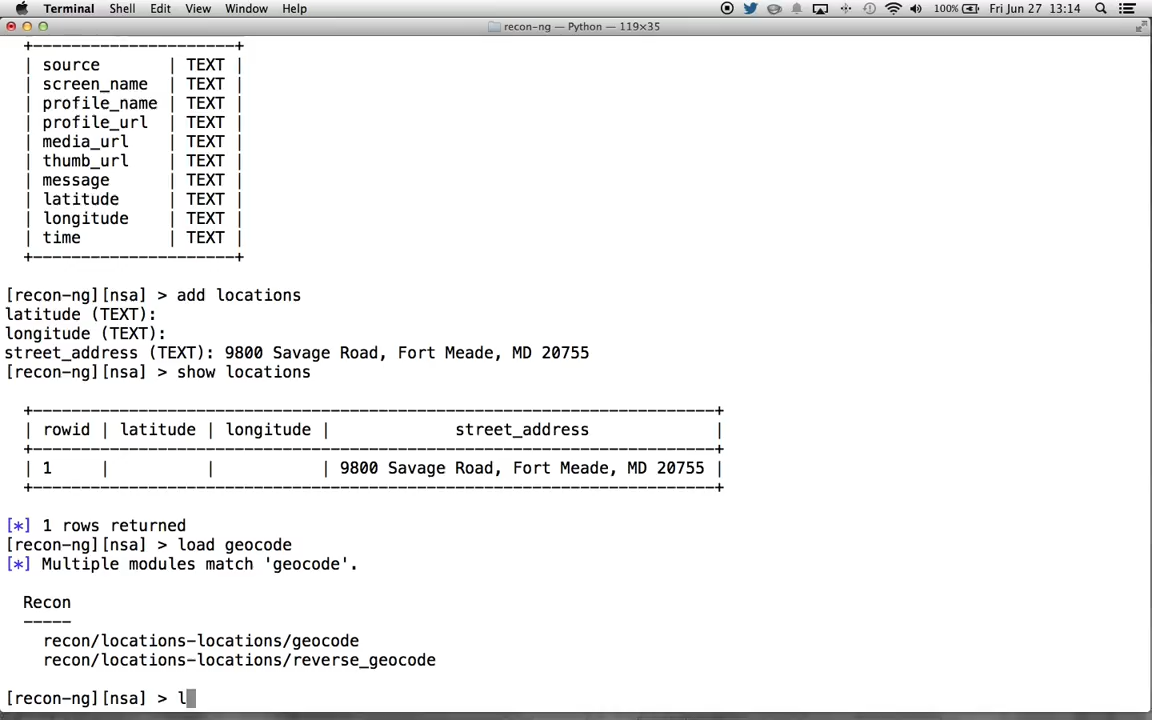 Terminal Shell Edit View Window Help 100% Fri Jun 27 13:14
recon-ng — Python — 119×35
+---------------------+
| source | TEXT |
| screen_name | TEXT |
| profile_name | TEXT |
| profile_url | TEXT |
| media_url | TEXT |
| thumb_url | TEXT |
| message | TEXT |
| latitude | TEXT |
| longitude | TEXT |
| time | TEXT |
+---------------------+
[recon-ng][nsa] > add locations
latitude (TEXT):
longitude (TEXT):
street_address (TEXT): 9800 Savage Road, Fort Meade, MD 20755
[recon-ng][nsa] > show locations
+-----------------------------------------------------------------------+
| rowid | latitude | longitude | street_address |
+-----------------------------------------------------------------------+
| 1 | | | 9800 Savage Road, Fort Meade, MD 20755 |
+-----------------------------------------------------------------------+
[*] 1 rows returned
[recon-ng][nsa] > load geocode
[*] Multiple modules match 'geocode'.
Recon
-----
recon/locations-locations/geocode
recon/locations-locations/reverse_geocode
[recon-ng][nsa] > l